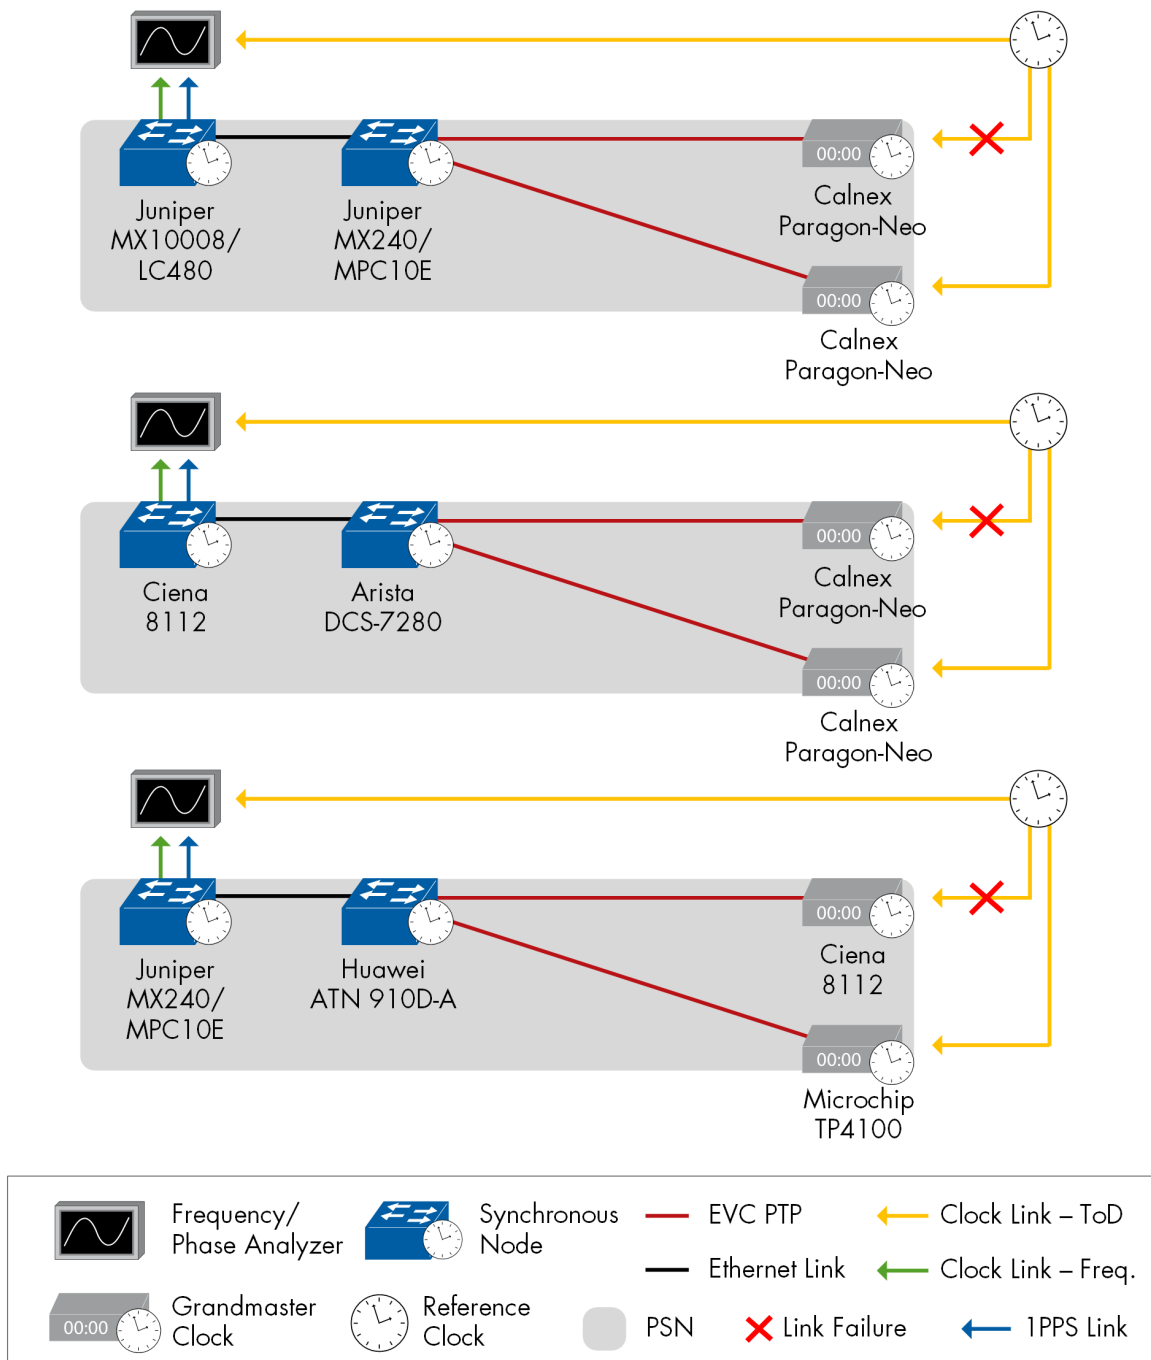 00:00
Calnex
Paragon-Neo
Juniper
MX10008/
LC480
Juniper
MX240/
MPC10E
00:00
Calnex
Paragon-Neo
00:00
Calnex
Paragon-Neo
Ciena
8112
Arista
DCS-7280
00:00
Calnex
Paragon-Neo
00:00
Ciena
8112
Juniper
MX240/
MPC10E
Huawei
ATN 910D-A
00:00
Microchip
TP4100
Frequency/
Phase Analyzer
Synchronous
Node
EVC PTP
Clock Link – ToD
Ethernet Link
Clock Link – Freq.
00:00
Grandmaster
Clock
Reference
Clock
PSN
Link Failure
1PPS Link